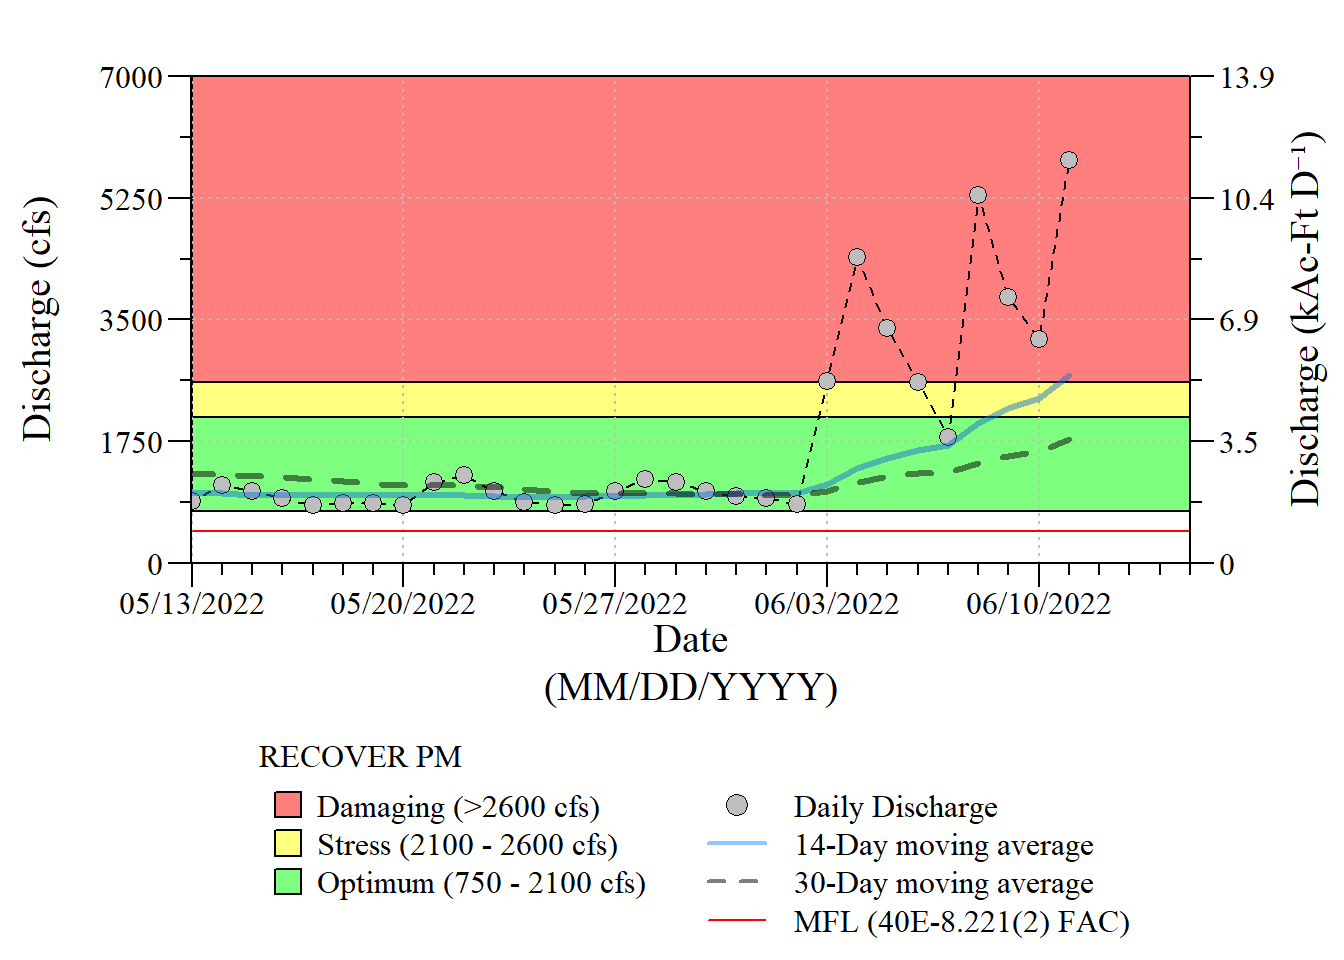 7000
5250
3500
1750
0
Discharge (cfs)
13.9
10.4
6.9
3.5
0
Discharge (kAc-Ft D⁻¹)
05/13/2022 05/20/2022 05/27/2022 06/03/2022 06/10/2022
Date
(MM/DD/YYYY)
RECOVER PM
Damaging (>2600 cfs)
Stress (2100 - 2600 cfs)
Optimum (750 - 2100 cfs)
Daily Discharge
14-Day moving average
30-Day moving average
MFL (40E-8.221(2) FAC)